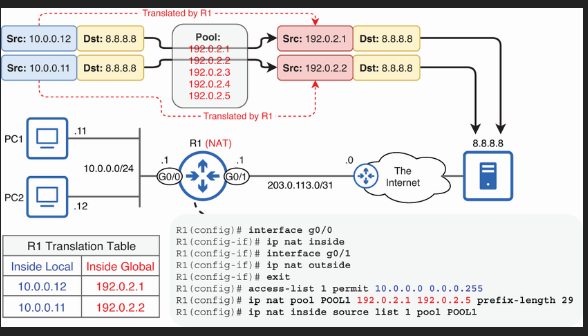 Translated by R1
Src: 10.0.0.12 Dst: 8.8.8.8
Src: 10.0.0.11 Dst: 8.8.8.8
Pool:
192.0.2.1
192.0.2.2
192.0.2.3
192.0.2.4
192.0.2.5
Src: 192.0.2.1 Dst: 8.8.8.8
Src: 192.0.2.2 Dst: 8.8.8.8
Translated by R1
PC1
.11
PC2
.12
10.0.0.0/24
R1 (NAT)
.1
G0/0
.1
G0/1
203.0.113.0/31
.0
The
Internet
8.8.8.8
R1 Translation Table
Inside Local Inside Global
10.0.0.12 192.0.2.1
10.0.0.11 192.0.2.2
R1(config)# interface g0/0
R1(config-if)# ip nat inside
R1(config-if)# interface g0/1
R1(config-if)# ip nat outside
R1(config-if)# exit
R1(config)# access-list 1 permit 10.0.0.0 0.0.0.255
R1(config)# ip nat pool POOL1 192.0.2.1 192.0.2.5 prefix-length 29
R1(config)# ip nat inside source list 1 pool POOL1